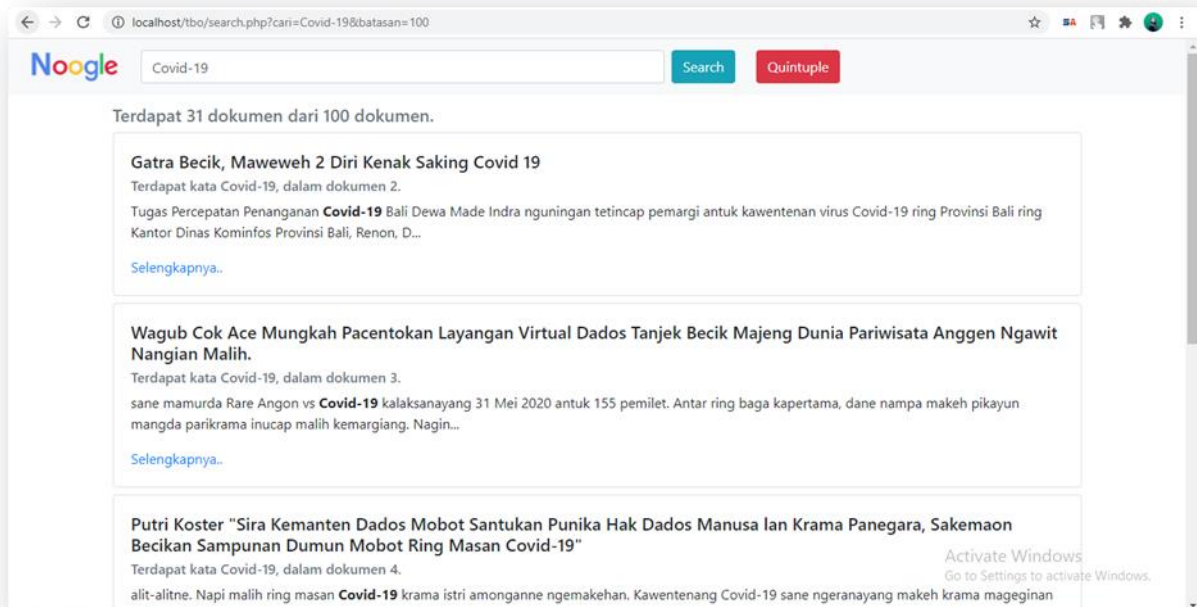 localhost/tbo/search.php?cari=Covid-19&batasan=100
Noogle
Covid-19
Search
Quintuple
Terdapat 31 dokumen dari 100 dokumen.
Gatra Becik, Maweweh 2 Diri Kenak Saking Covid 19
Terdapat kata Covid-19, dalam dokumen 2.
Tugas Percepatan Penanganan Covid-19 Bali Dewa Made Indra nguningan tetincap pemargi antuk kawentenan virus Covid-19 ring Provinsi Bali ring
Kantor Dinas Kominfos Provinsi Bali, Renon, D...
Selengkapnya..
Wagub Cok Ace Mungkah Pacentokan Layangan Virtual Dados Tanjek Becik Majeng Dunia Pariwisata Anggen Ngawit
Nangian Malih.
Terdapat kata Covid-19, dalam dokumen 3.
sane mamurda Rare Angon vs Covid-19 kalaksanayang 31 Mei 2020 antuk 155 pemilet. Antar ring baga kapertama, dane nampa makeh pikayun
mangda parikrama inucap malih kemargiang. Nagin...
Selengkapnya..
Putri Koster "Sira Kemanten Dados Mobot Santukan Punika Hak Dados Manusa lan Krama Panegara, Sakemaon
Becikan Sampunan Dumun Mobot Ring Masan Covid-19"
Terdapat kata Covid-19, dalam dokumen 4.
alit-alitne. Napi malih ring masan Covid-19 krama istri amonganne ngemakehan. Kawentenang Covid-19 sane ngeranayang makeh krama mageginan
Activate Windows
Go to Settings to activate Windows.